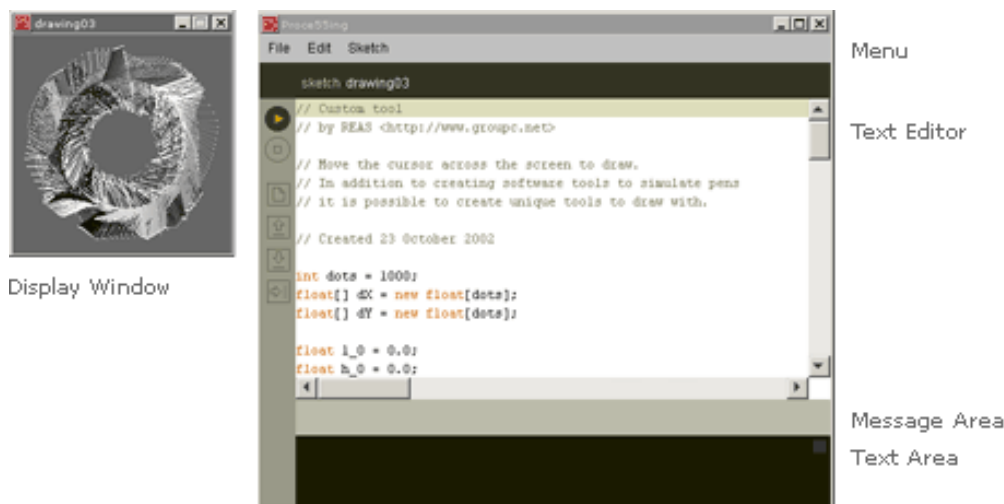 drawing03
Display Window
Proce55ing
File Edit Sketch
sketch drawing03
// Custom tool
// by REAS <http://www.groupc.net>
// Move the cursor across the screen to draw.
// In addition to creating software tools to simulate pens
// it is possible to create unique tools to draw with.
// Created 23 October 2002
int dots = 1000;
float[] dX = new float[dots];
float[] dY = new float[dots];
float l_0 = 0.0;
float h_0 = 0.0;
Menu
Text Editor
Message Area
Text Area